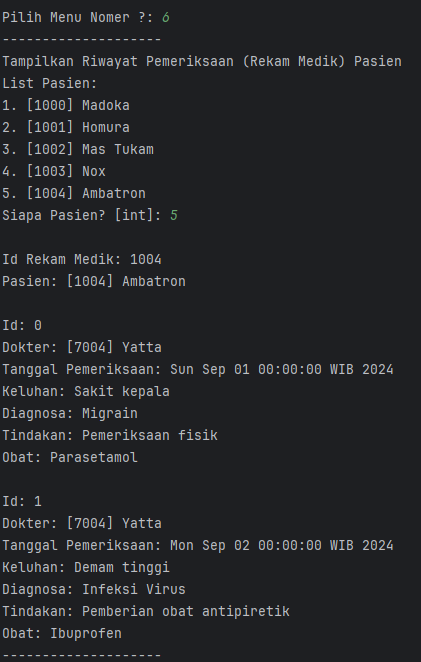 Pilih Menu Nomer ?: 6
--------------------
Tampilkan Riwayat Pemeriksaan (Rekam Medik) Pasien
List Pasien:
1. [1000] Madoka
2. [1001] Homura
3. [1002] Mas Tukam
4. [1003] Nox
5. [1004] Ambatron
Siapa Pasien? [int]: 5
Id Rekam Medik: 1004
Pasien: [1004] Ambatron
Id: 0
Dokter: [7004] Yatta
Tanggal Pemeriksaan: Sun Sep 01 00:00:00 WIB 2024
Keluhan: Sakit kepala
Diagnosa: Migrain
Tindakan: Pemeriksaan fisik
Obat: Parasetamol
Id: 1
Dokter: [7004] Yatta
Tanggal Pemeriksaan: Mon Sep 02 00:00:00 WIB 2024
Keluhan: Demam tinggi
Diagnosa: Infeksi Virus
Tindakan: Pemberian obat antipiretik
Obat: Ibuprofen
--------------------